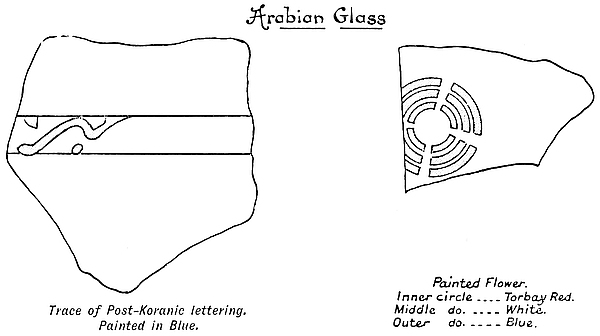 Arabian Glass
Trace of Post-Koranic lettering.
Painted in Blue.
Painted Flower.
Inner circle .... Torbay Red.
Middle do. .... White.
Outer do. .... Blue.